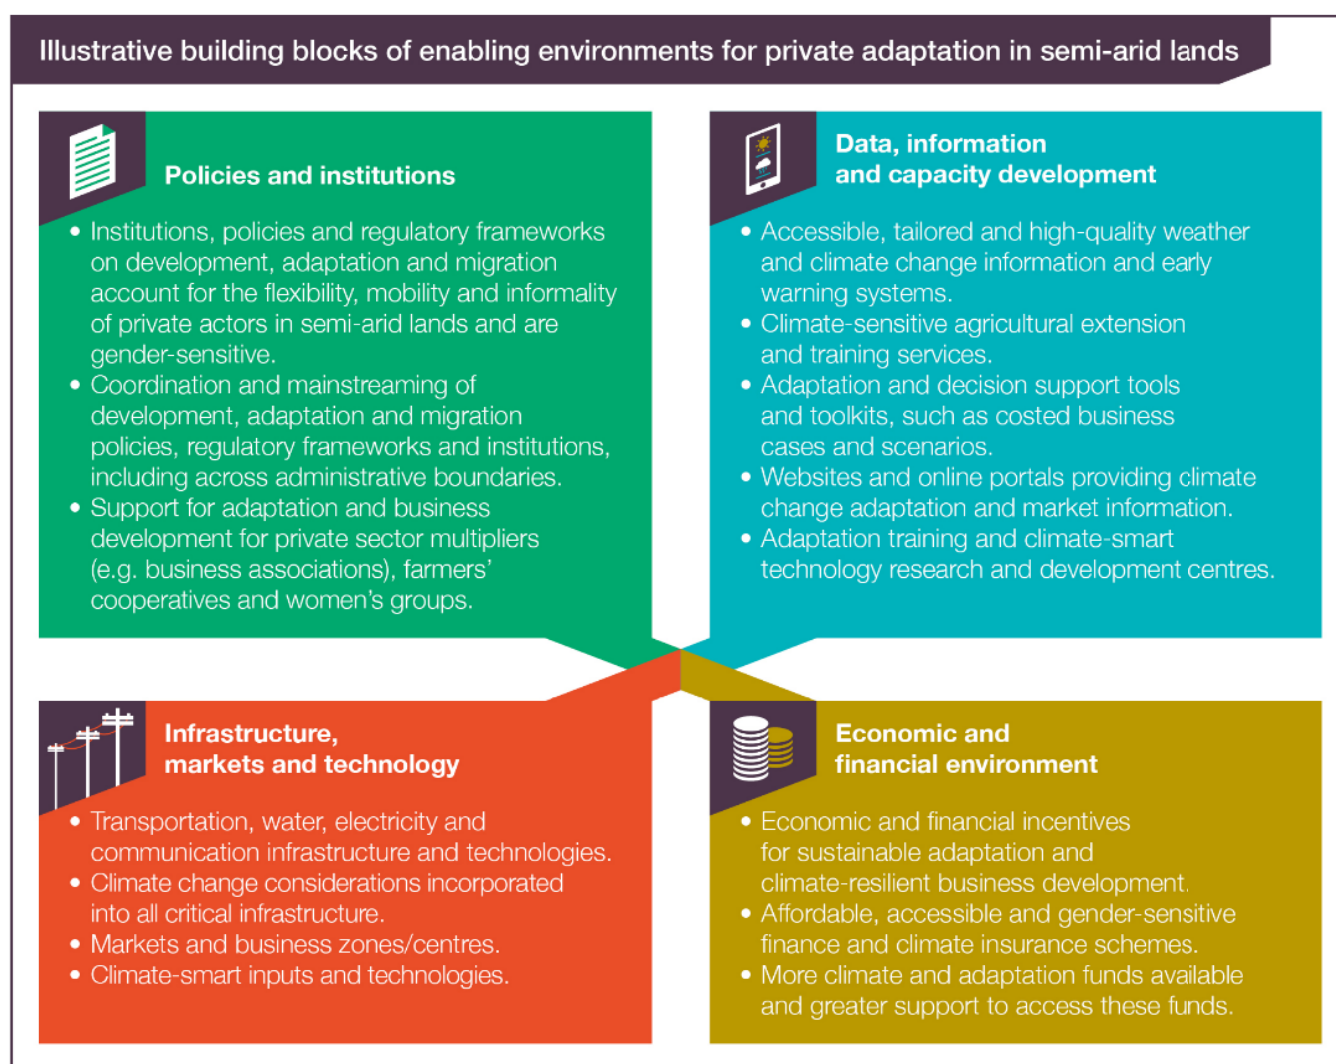 Illustrative building blocks of enabling environments for private adaptation in semi-arid lands
Policies and institutions
• Institutions, policies and regulatory frameworks
on development, adaptation and migration
account for the flexibility, mobility and informality
of private actors in semi-arid lands and are
gender-sensitive.
• Coordination and mainstreaming of
development, adaptation and migration
policies, regulatory frameworks and institutions,
including across administrative boundaries.
• Support for adaptation and business
development for private sector multipliers
(e.g. business associations), farmers’
cooperatives and women’s groups.
Data, information
and capacity development
• Accessible, tailored and high-quality weather
and climate change information and early
warning systems.
• Climate-sensitive agricultural extension
and training services.
• Adaptation and decision support tools
and toolkits, such as costed business
cases and scenarios.
• Websites and online portals providing climate
change adaptation and market information.
• Adaptation training and climate-smart
technology research and development centres.
Infrastructure,
markets and technology
• Transportation, water, electricity and
communication infrastructure and technologies.
• Climate change considerations incorporated
into all critical infrastructure.
• Markets and business zones/centres.
• Climate-smart inputs and technologies.
Economic and
financial environment
• Economic and financial incentives
for sustainable adaptation and
climate-resilient business development.
• Affordable, accessible and gender-sensitive
finance and climate insurance schemes.
• More climate and adaptation funds available
and greater support to access these funds.